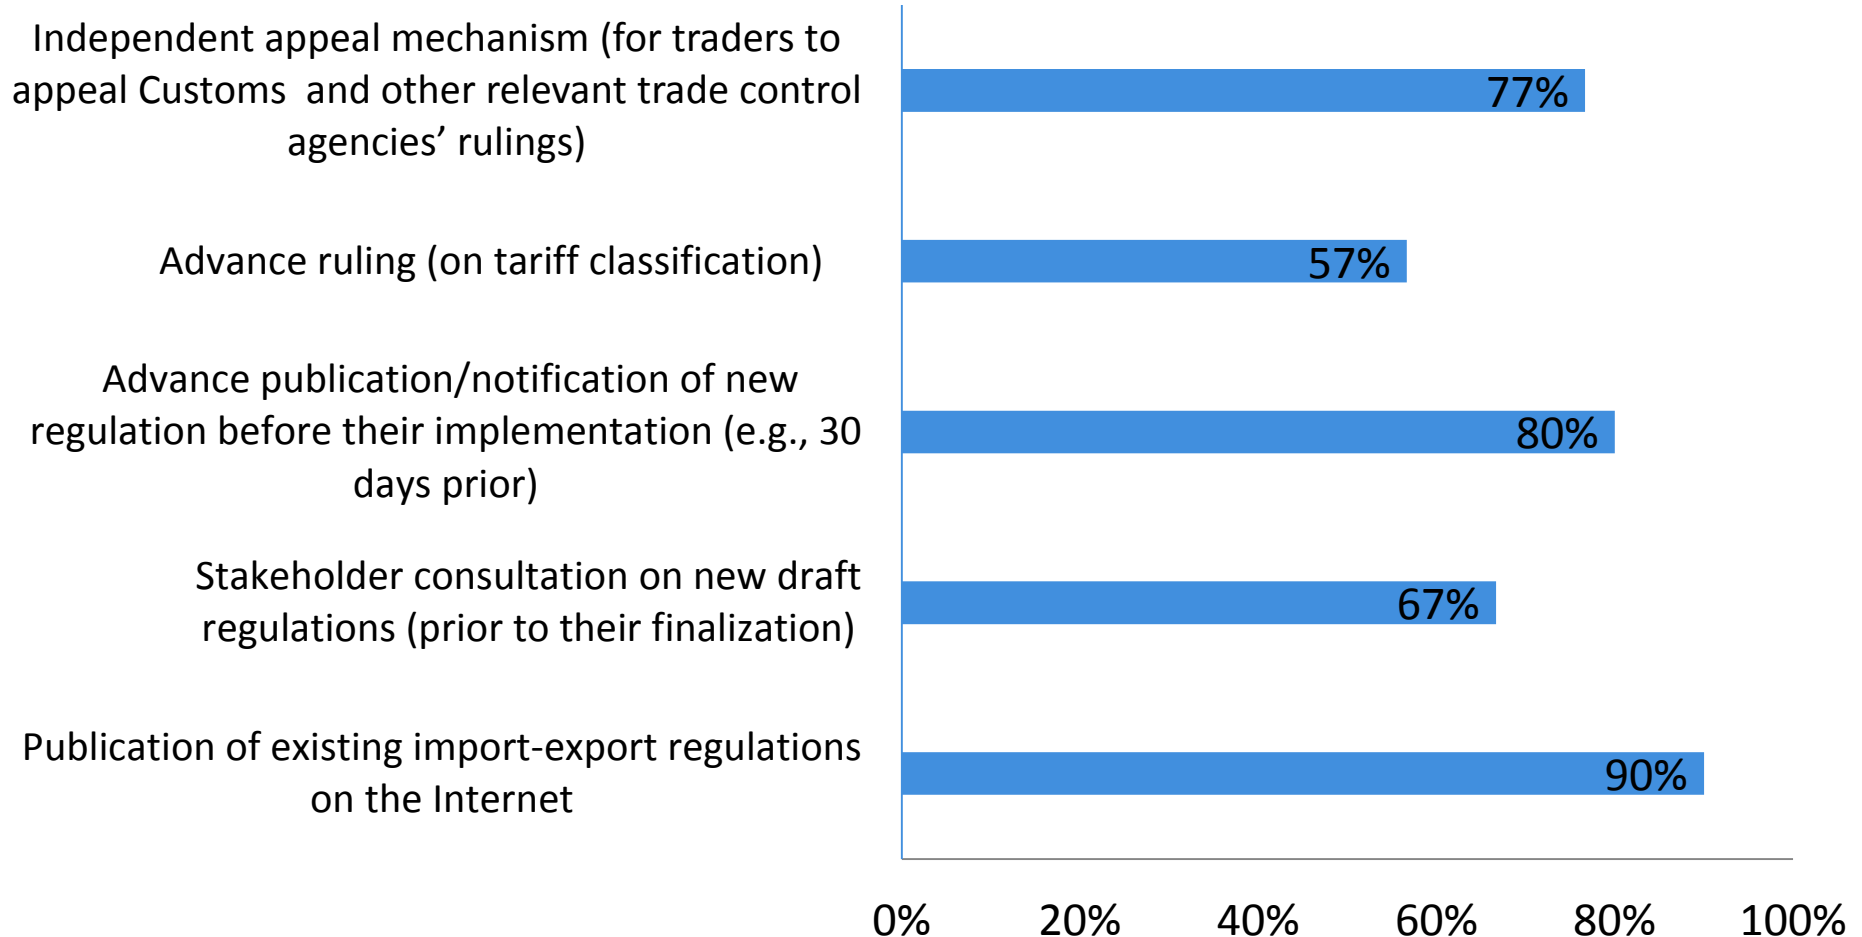 Independent appeal mechanism (for traders to
appeal Customs  and other relevant trade control
agencies’ rulings)
77%
Advance ruling (on tariff classification)
57%
Advance publication/notification of new
regulation before their implementation (e.g., 30
days prior)
80%
Stakeholder consultation on new draft
regulations (prior to their finalization)
67%
Publication of existing import-export regulations
on the Internet
90%
0% 20% 40% 60% 80% 100%